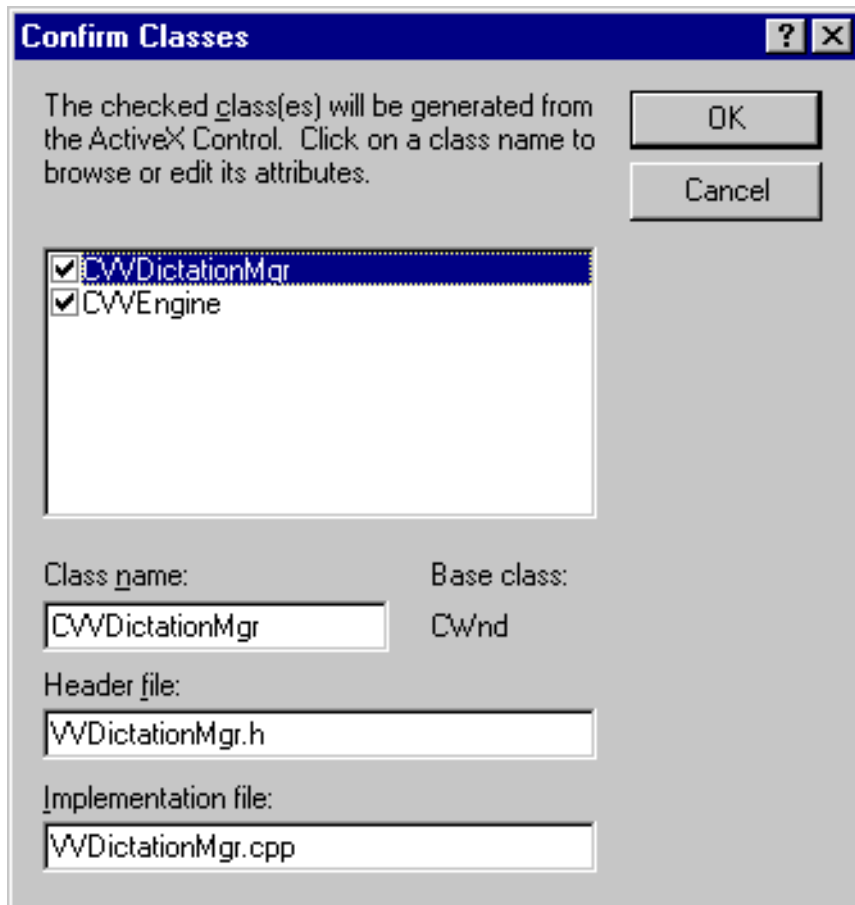 Confirm Classes
The checked class(es) will be generated from
the ActiveX Control. Click on a class name to
browse or edit its attributes.
OK
Cancel
CVVDictationMgr
CVVEngine
Class name:
Base class:
CVVDictationMgr
CWnd
Header file:
VVDictationMgr.h
Implementation file:
VVDictationMgr.cpp